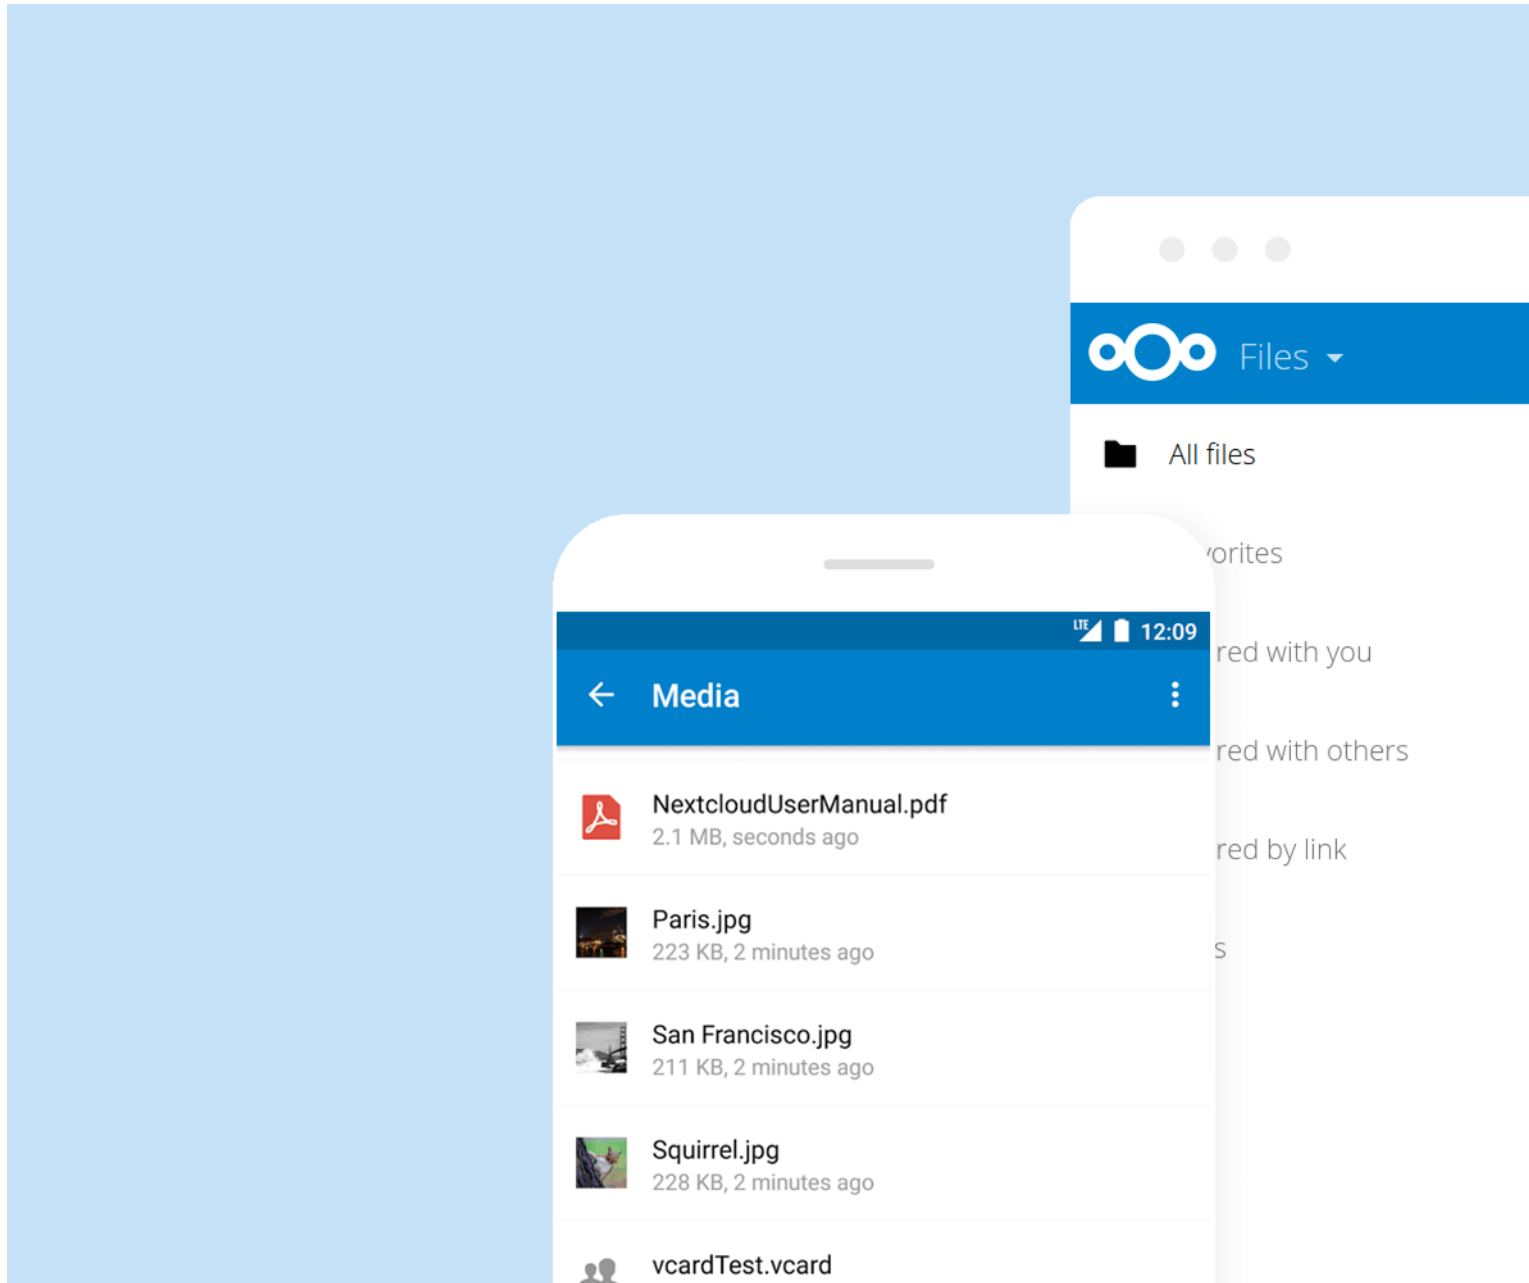 Files
All files
vorites
red with you
red with others
red by link
s
LTE 12:09
Media
NextcloudUserManual.pdf
2.1 MB, seconds ago
Paris.jpg
223 KB, 2 minutes ago
San Francisco.jpg
211 KB, 2 minutes ago
Squirrel.jpg
228 KB, 2 minutes ago
vcardTest.vcard